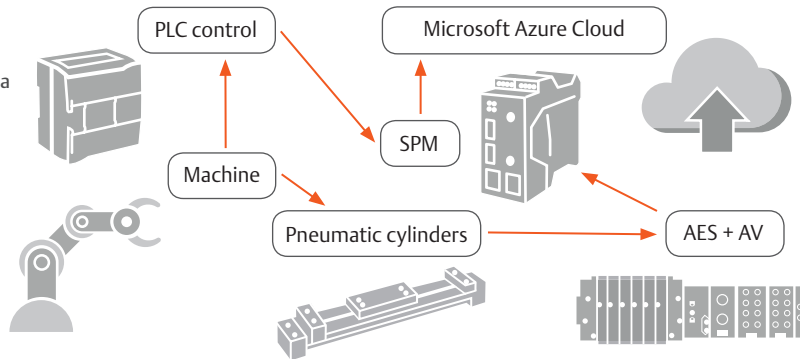 PLC control
Microsoft Azure Cloud
a
SPM
Machine
Pneumatic cylinders
AES + AV